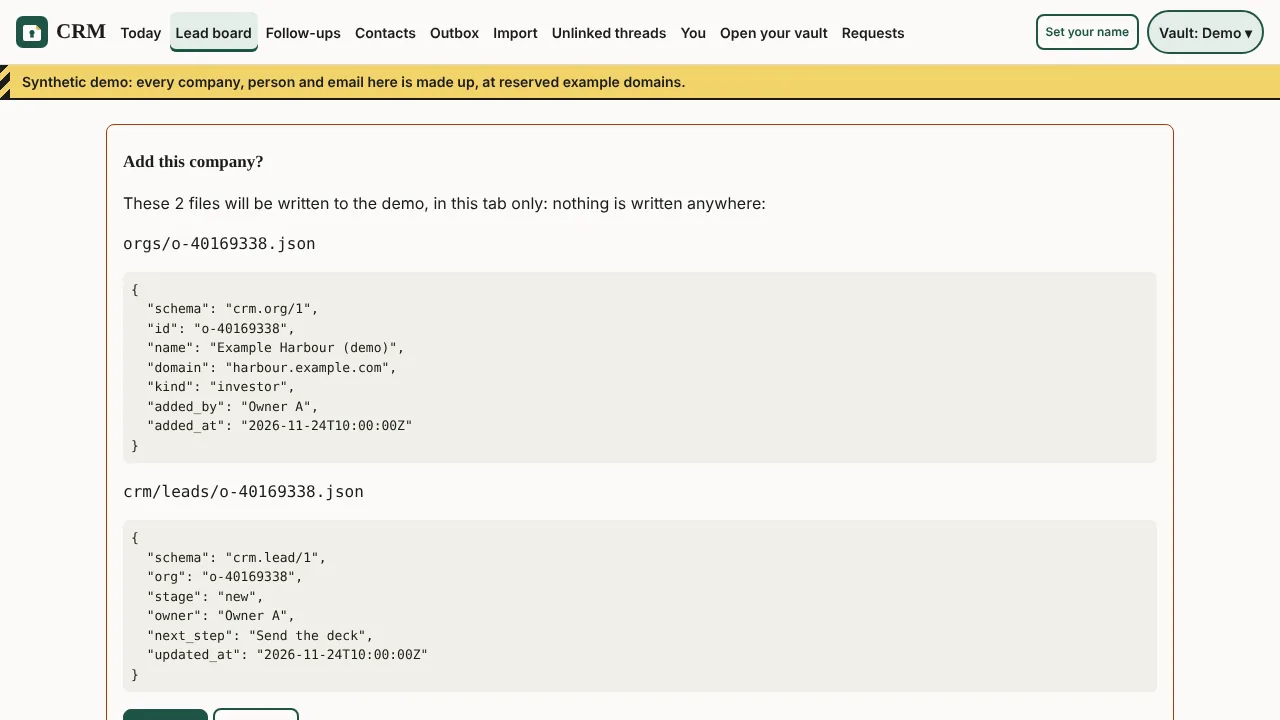 CRM Today Lead board Follow-ups Contacts Outbox Import Unlinked threads You Open your vault Requests Set your name Vault: Demo ▾
Synthetic demo: every company, person and email here is made up, at reserved example domains.
Add this company?
These 2 files will be written to the demo, in this tab only: nothing is written anywhere:
orgs/o-40169338.json
{
"schema": "crm.org/1",
"id": "o-40169338",
"name": "Example Harbour (demo)",
"domain": "harbour.example.com",
"kind": "investor",
"added_by": "Owner A",
"added_at": "2026-11-24T10:00:00Z"
}
crm/leads/o-40169338.json
{
"schema": "crm.lead/1",
"org": "o-40169338",
"stage": "new",
"owner": "Owner A",
"next_step": "Send the deck",
"updated_at": "2026-11-24T10:00:00Z"
}